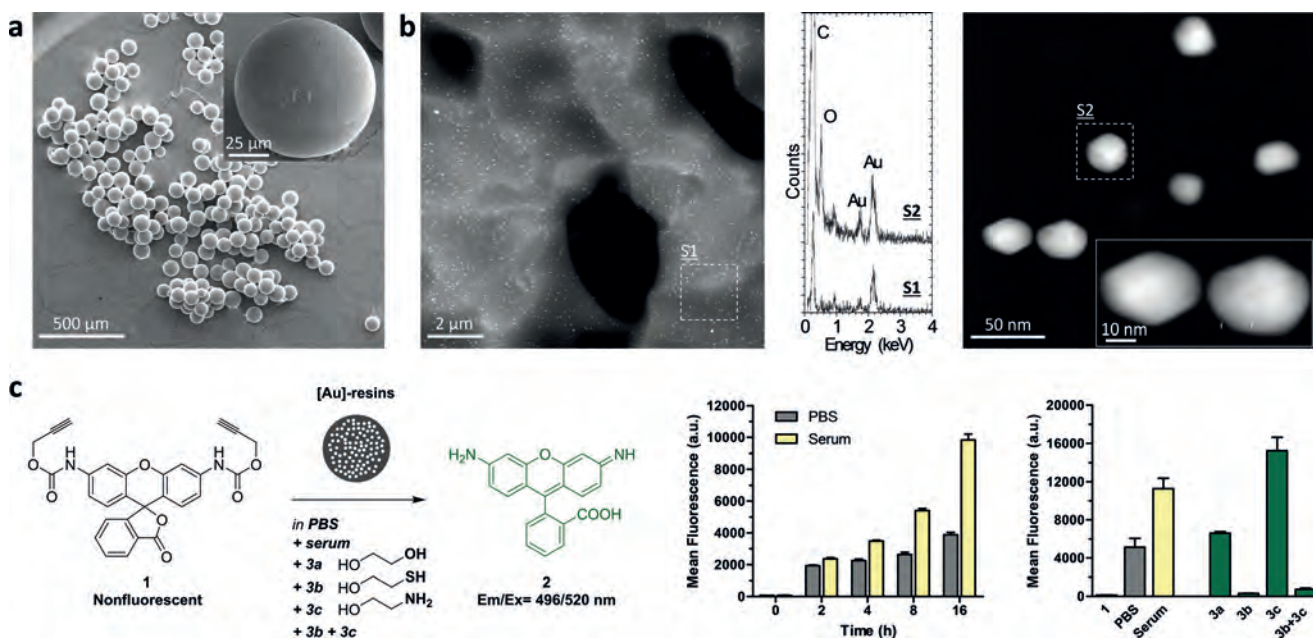 a
25 µm
500 µm
b
S1
2 µm
C
O
Au
Au
S2
S1
Counts
0 1 2 3 4
Energy (keV)
S2
50 nm
10 nm
c
O
NH
O
O
HN
O
O
O
O
1
Nonfluorescent
[Au]-resins
in PBS
+ serum
+ 3a HO OH
+ 3b HO SH
+ 3c HO NH2
+ 3b + 3c
H2N
O
NH
COOH
2
Em/Ex= 496/520 nm
Mean Fluorescence (a.u.)
12000
10000
8000
6000
4000
2000
0
PBS
Serum
0 2 4 8 16
Time (h)
Mean Fluorescence (a.u.)
20000
16000
12000
8000
4000
0
1 PBS Serum 3a 3b 3c 3b+3c